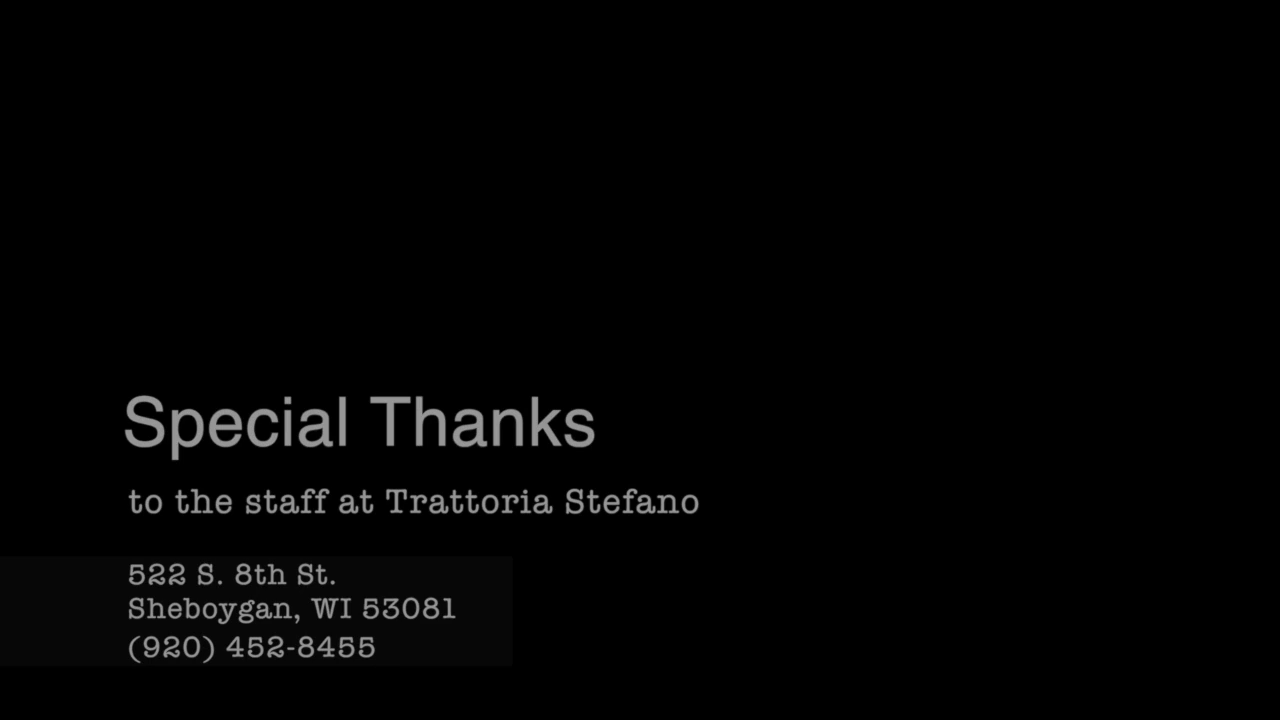 Special Thanks
to the staff at Trattoria Stefano
522 S. 8th St.
Sheboygan, WI 53081
(920) 452-8455